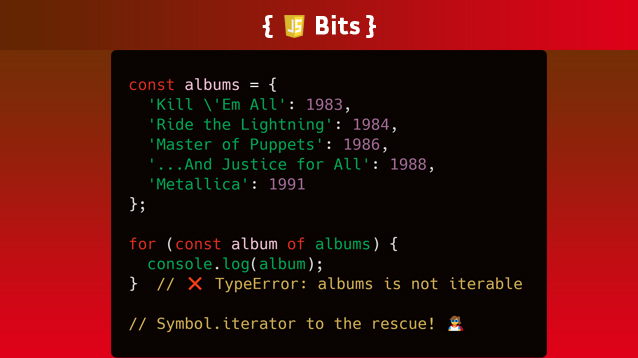 { JS Bits }
const albums = {
  'Kill \'Em All': 1983,
  'Ride the Lightning': 1984,
  'Master of Puppets': 1986,
  '...And Justice for All': 1988,
  'Metallica': 1991
};
for (const album of albums) {
  console.log(album);
}  // ❌ TypeError: albums is not iterable
// Symbol.iterator to the rescue! 🦸